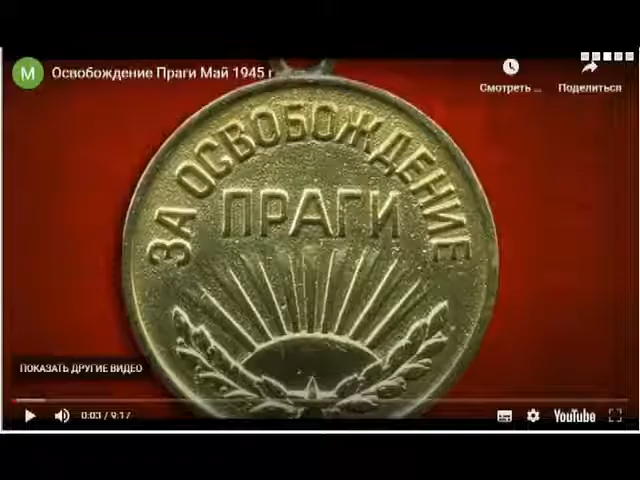 М
Освобождение Праги Май 1945 г
Смотреть ...
Поделиться
ЗА ОСВОБОЖДЕНИЕ
ПРАГИ
ПОКАЗАТЬ ДРУГИЕ ВИДЕО
0:03 / 9:17
YouTube